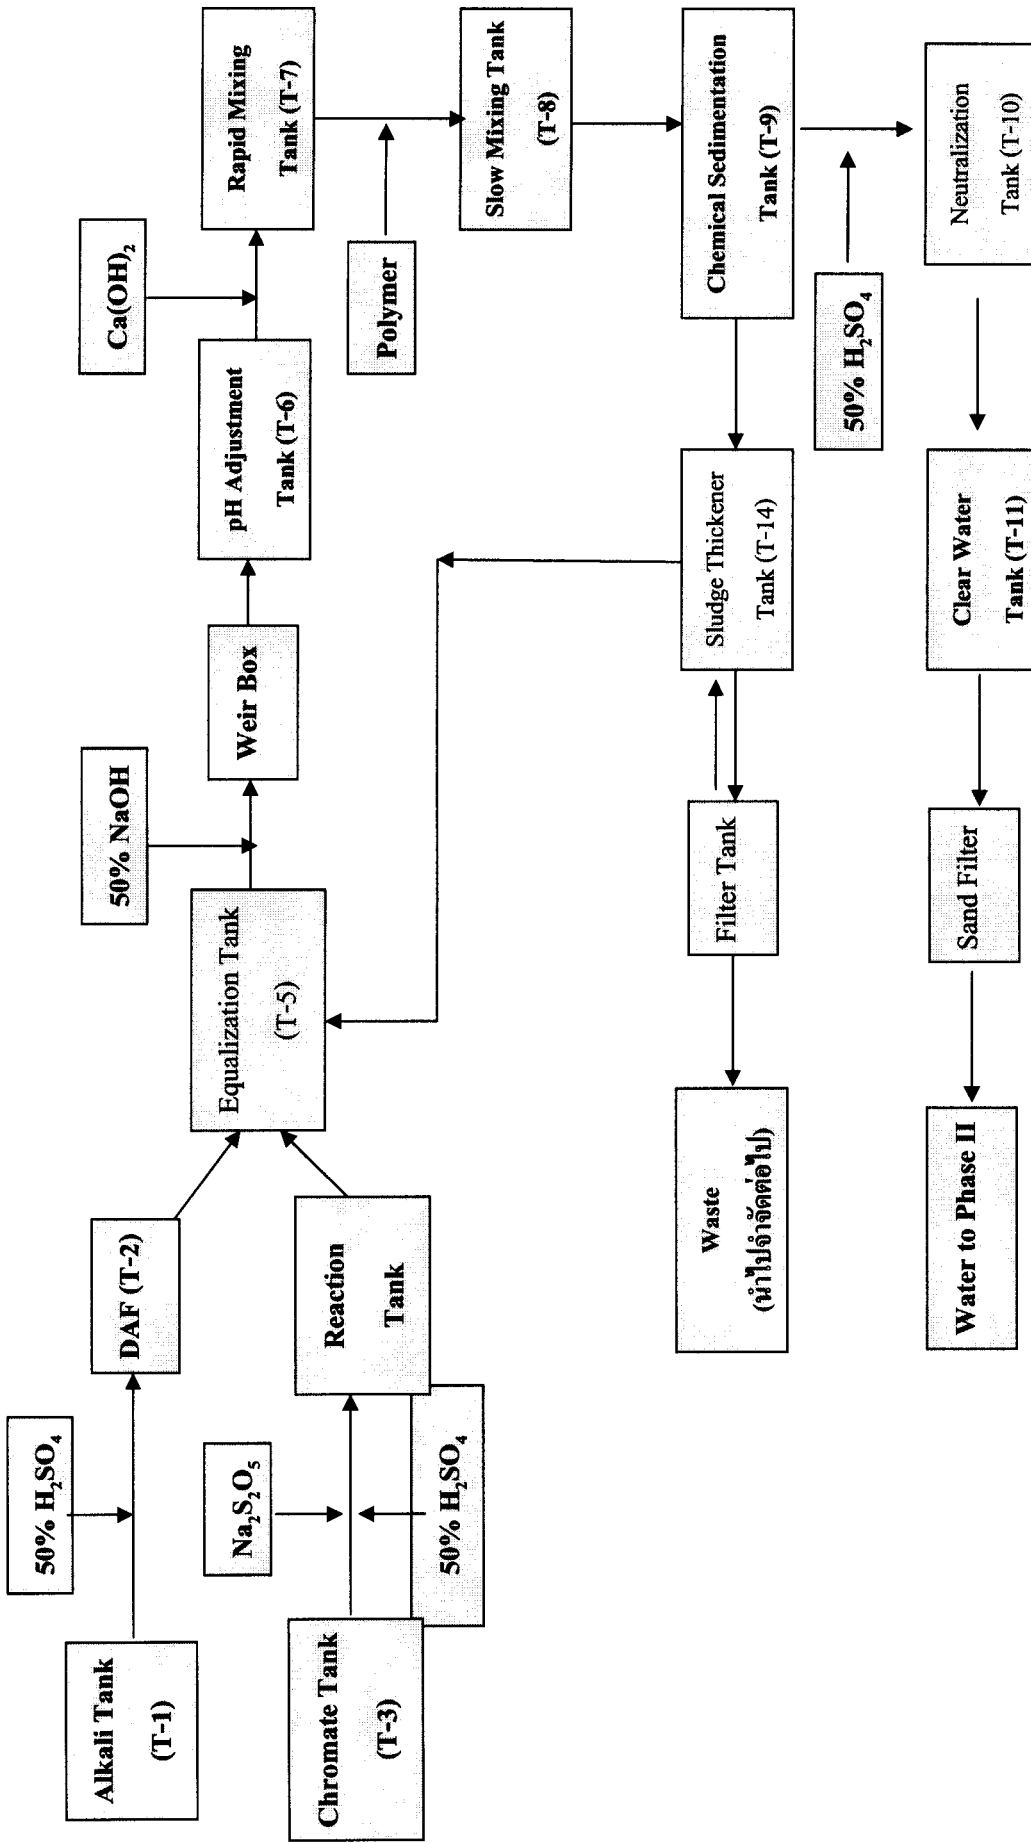 50% H₂SO₄
Alkali Tank
(T-1)
DAF (T-2)
Na₂S₂O₅
Chromate Tank
(T-3)
50% H₂SO₄
Reaction
Tank
Equalization Tank
(T-5)
50% NaOH
Weir Box
pH Adjustment
Tank (T-6)
Ca(OH)₂
Rapid Mixing
Tank (T-7)
Polymer
Slow Mixing Tank
(T-8)
Chemical Sedimentation
Tank (T-9)
Sludge Thickener
Tank (T-14)
Filter Tank
Waste
(นำไปกำจัดต่อไป)
50% H₂SO₄
Neutralization
Tank (T-10)
Clear Water
Tank (T-11)
Sand Filter
Water to Phase II